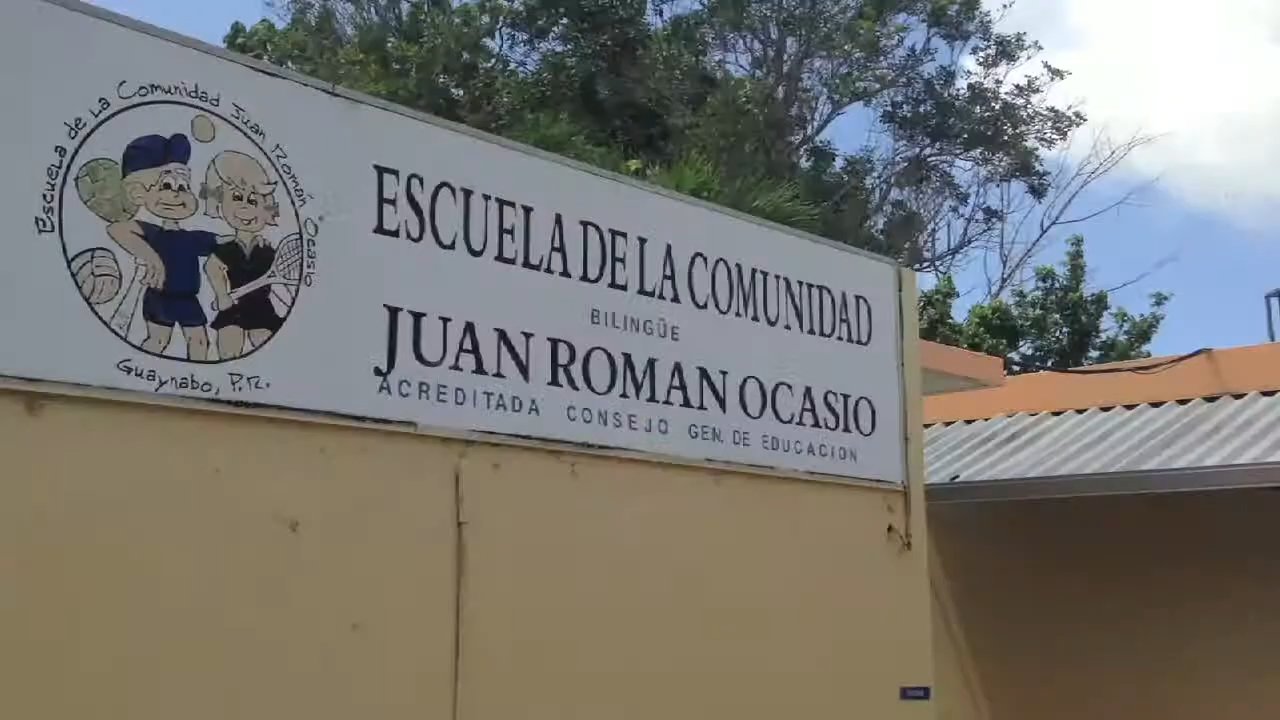 Escuela de La Comunidad Juan Román Ocasio
Guaynabo, P.R.
ESCUELA DE LA COMUNIDAD
BILINGÜE
JUAN ROMAN OCASIO
ACREDITADA CONSEJO GEN. DE EDUCACION